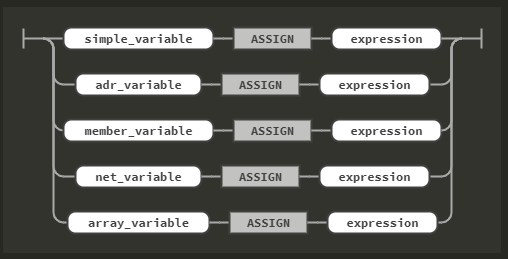 simple_variable ASSIGN expression
adr_variable ASSIGN expression
member_variable ASSIGN expression
net_variable ASSIGN expression
array_variable ASSIGN expression